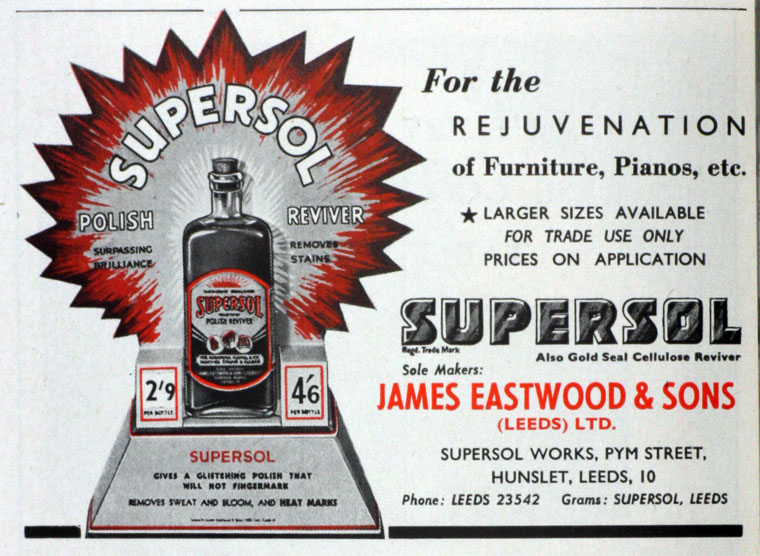 SUPERSOL
POLISH REVIVER
SURPASSING BRILLIANCE
REMOVES STAINS
SUPERSOL
POLISH REVIVER
2'9
PER BOTTLE
4'6
PER BOTTLE
SUPERSOL
GIVES A GLISTENING POLISH THAT
WILL NOT FINGERMARK
REMOVES SWEAT AND BLOOM, AND HEAT MARKS
For the
REJUVENATION
of Furniture, Pianos, etc.
★ LARGER SIZES AVAILABLE
FOR TRADE USE ONLY
PRICES ON APPLICATION
SUPERSOL
Regd. Trade Mark
Also Gold Seal Cellulose Reviver
Sole Makers:
JAMES EASTWOOD & SONS
(LEEDS) LTD.
SUPERSOL WORKS, PYM STREET,
HUNSLET, LEEDS, 10
Phone: LEEDS 23542 Grams: SUPERSOL, LEEDS